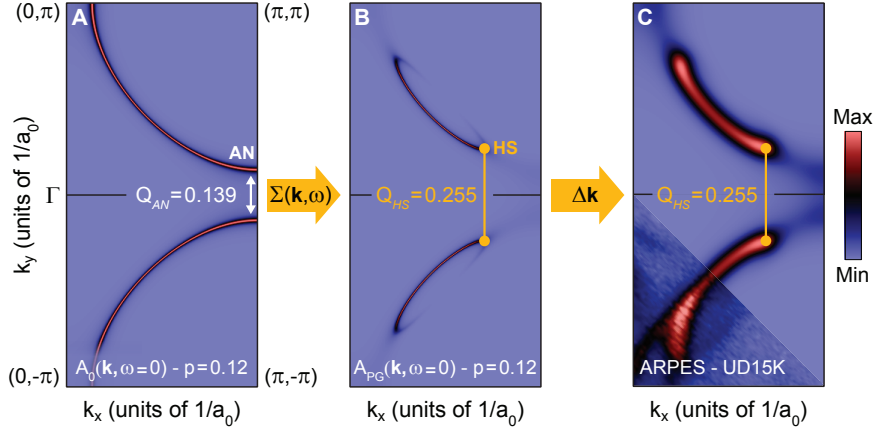 (0,π)
A
(π,π)
B
C
AN
HS
Max
Γ
Q_AN=0.139
Σ(k,ω)
Q_HS=0.255
Δk
Q_HS=0.255
Min
k_y (units of 1/a_0)
(0,-π)
A_0(k, ω=0) - p=0.12
(π,-π)
A_PG(k, ω=0) - p=0.12
ARPES - UD15K
k_x (units of 1/a_0)
k_x (units of 1/a_0)
k_x (units of 1/a_0)